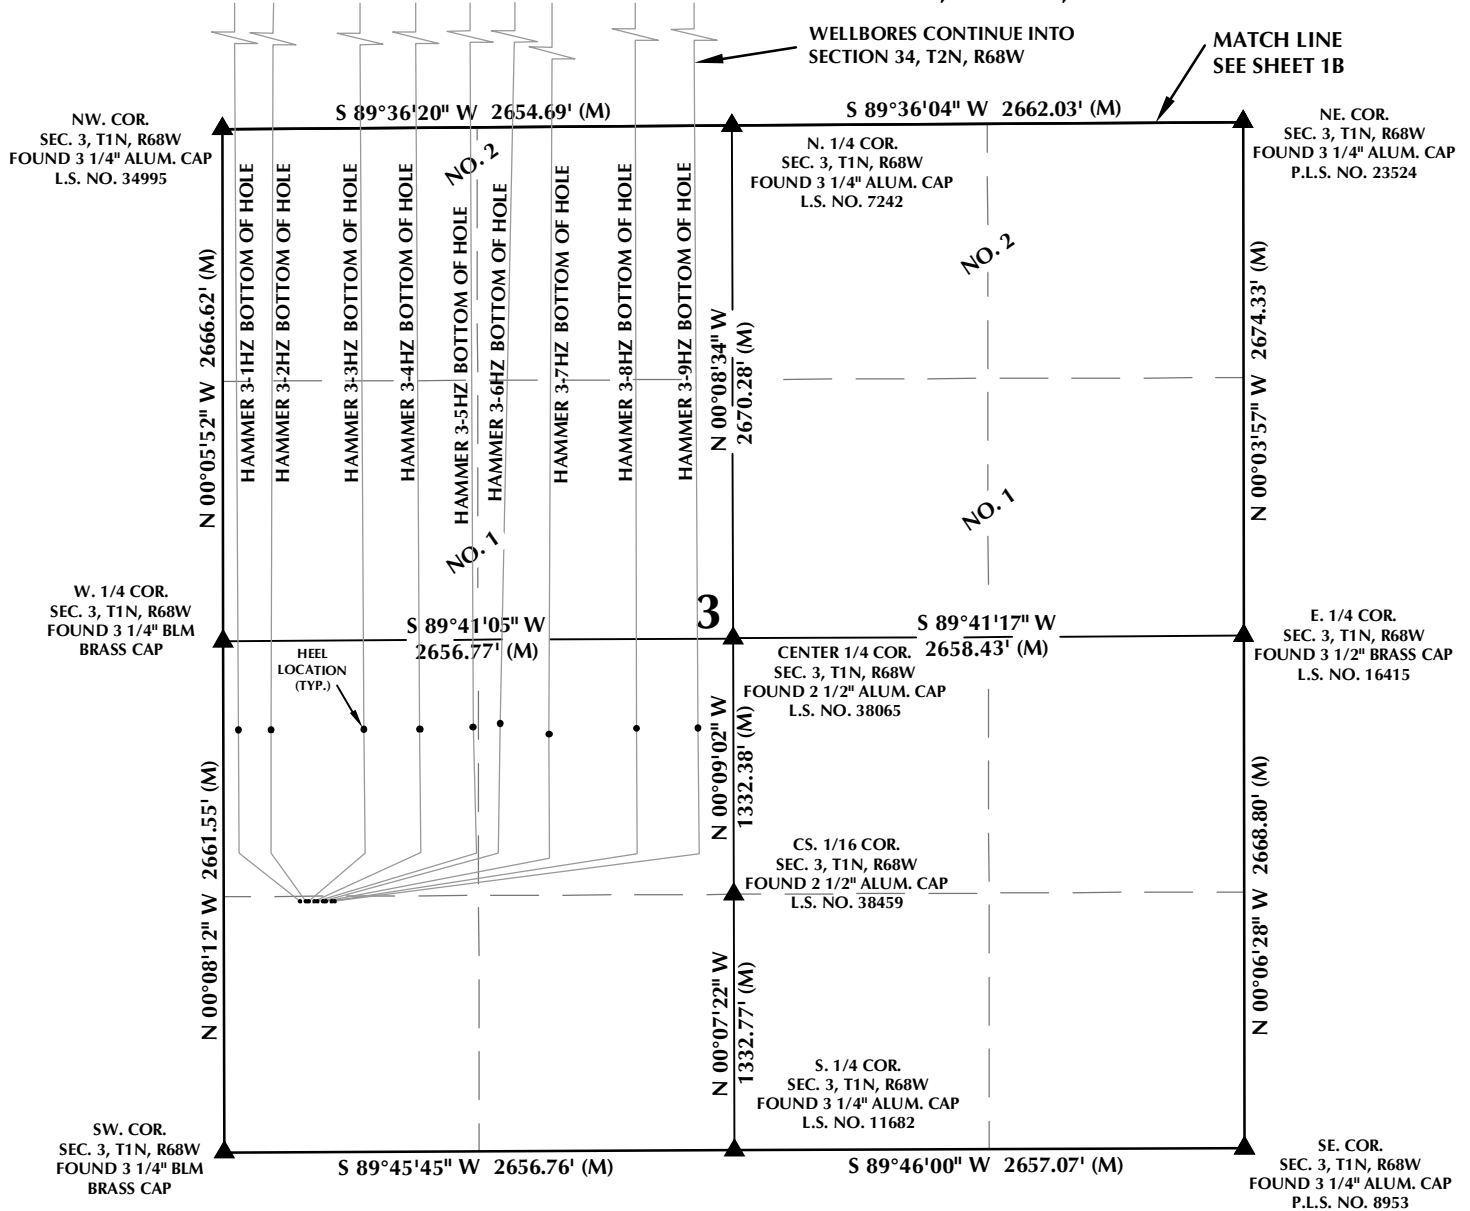 WELLBORES CONTINUE INTO
SECTION 34, T2N, R68W
MATCH LINE
SEE SHEET 1B
NW. COR.
SEC. 3, T1N, R68W
FOUND 3 1/4" ALUM. CAP
L.S. NO. 34995
S 89°36'20" W 2654.69' (M)
S 89°36'04" W 2662.03' (M)
NE. COR.
SEC. 3, T1N, R68W
FOUND 3 1/4" ALUM. CAP
P.L.S. NO. 23524
N. 1/4 COR.
SEC. 3, T1N, R68W
FOUND 3 1/4" ALUM. CAP
L.S. NO. 7242
NO. 2
NO. 2
HAMMER 3-1HZ BOTTOM OF HOLE
HAMMER 3-2HZ BOTTOM OF HOLE
HAMMER 3-3HZ BOTTOM OF HOLE
HAMMER 3-4HZ BOTTOM OF HOLE
HAMMER 3-5HZ BOTTOM OF HOLE
HAMMER 3-6HZ BOTTOM OF HOLE
HAMMER 3-7HZ BOTTOM OF HOLE
HAMMER 3-8HZ BOTTOM OF HOLE
HAMMER 3-9HZ BOTTOM OF HOLE
N 00°05'52" W 2666.62' (M)
N 00°08'34" W
2670.28' (M)
N 00°03'57" W 2674.33' (M)
NO. 1
NO. 1
W. 1/4 COR.
SEC. 3, T1N, R68W
FOUND 3 1/4" BLM
BRASS CAP
S 89°41'05" W
2656.77' (M)
3
S 89°41'17" W
2658.43' (M)
E. 1/4 COR.
SEC. 3, T1N, R68W
FOUND 3 1/2" BRASS CAP
L.S. NO. 16415
HEEL
LOCATION
(TYP.)
CENTER 1/4 COR.
SEC. 3, T1N, R68W
FOUND 2 1/2" ALUM. CAP
L.S. NO. 38065
N 00°08'12" W 2661.55' (M)
N 00°09'02" W
1332.38' (M)
N 00°06'28" W 2668.80' (M)
CS. 1/16 COR.
SEC. 3, T1N, R68W
FOUND 2 1/2" ALUM. CAP
L.S. NO. 38459
N 00°07'22" W
1332.77' (M)
S. 1/4 COR.
SEC. 3, T1N, R68W
FOUND 3 1/4" ALUM. CAP
L.S. NO. 11682
SW. COR.
SEC. 3, T1N, R68W
FOUND 3 1/4" BLM
BRASS CAP
S 89°45'45" W 2656.76' (M)
S 89°46'00" W 2657.07' (M)
SE. COR.
SEC. 3, T1N, R68W
FOUND 3 1/4" ALUM. CAP
P.L.S. NO. 8953